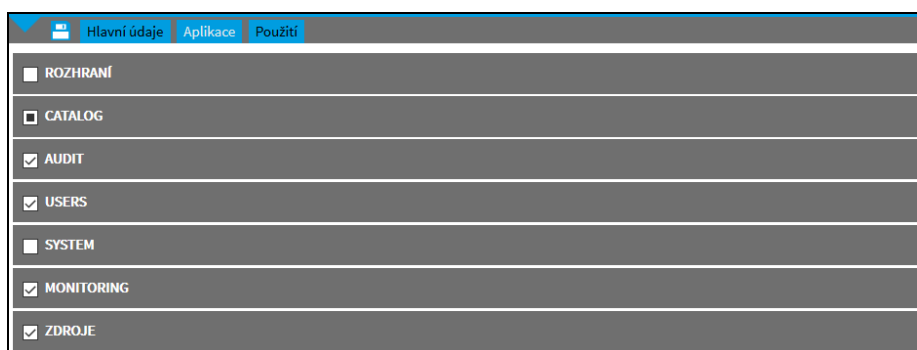 Hlavní údaje Aplikace Použití
ROZHRANÍ
CATALOG
AUDIT
USERS
SYSTEM
MONITORING
ZDROJE